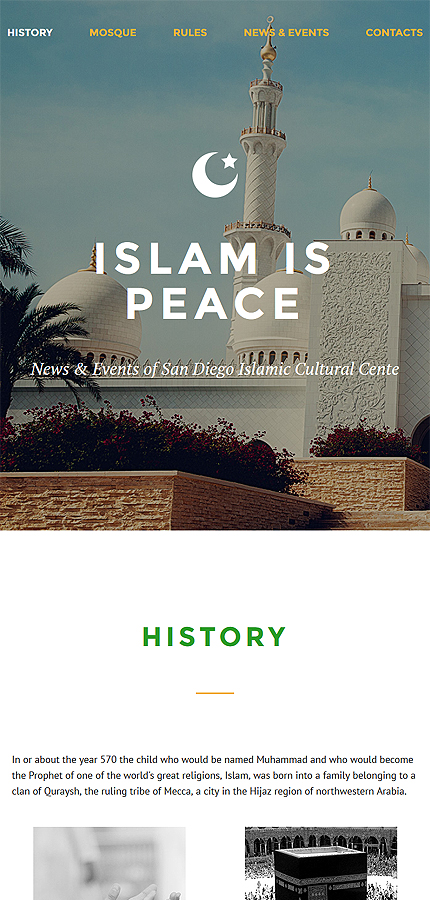 HISTORY MOSQUE RULES NEWS & EVENTS CONTACTS
ISLAM IS
PEACE
News & Events of San Diego Islamic Cultural Cente
HISTORY
In or about the year 570 the child who would be named Muhammad and who would become
the Prophet of one of the world's great religions, Islam, was born into a family belonging to a
clan of Quraysh, the ruling tribe of Mecca, a city in the Hijaz region of northwestern Arabia.